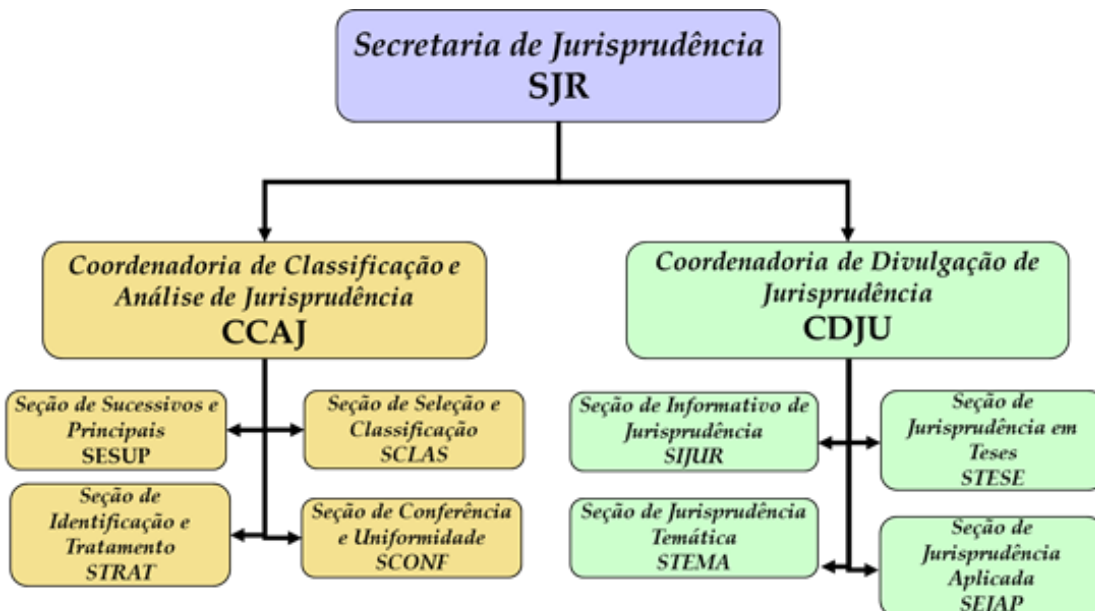 Secretaria de Jurisprudência
SJR
Coordenadoria de Classificação e
Análise de Jurisprudência
CCAJ
Coordenadoria de Divulgação de
Jurisprudência
CDJU
Seção de Sucessivos e
Principais
SESUP
Seção de Seleção e
Classificação
SCLAS
Seção de
Identificação e
Tratamento
STRAT
Seção de Conferência
e Uniformidade
SCONF
Seção de Informativo de
Jurisprudência
SIJUR
Seção de
Jurisprudência em
Teses
STESE
Seção de Jurisprudência
Temática
STEMA
Seção de
Jurisprudência
Aplicada
SEJAP